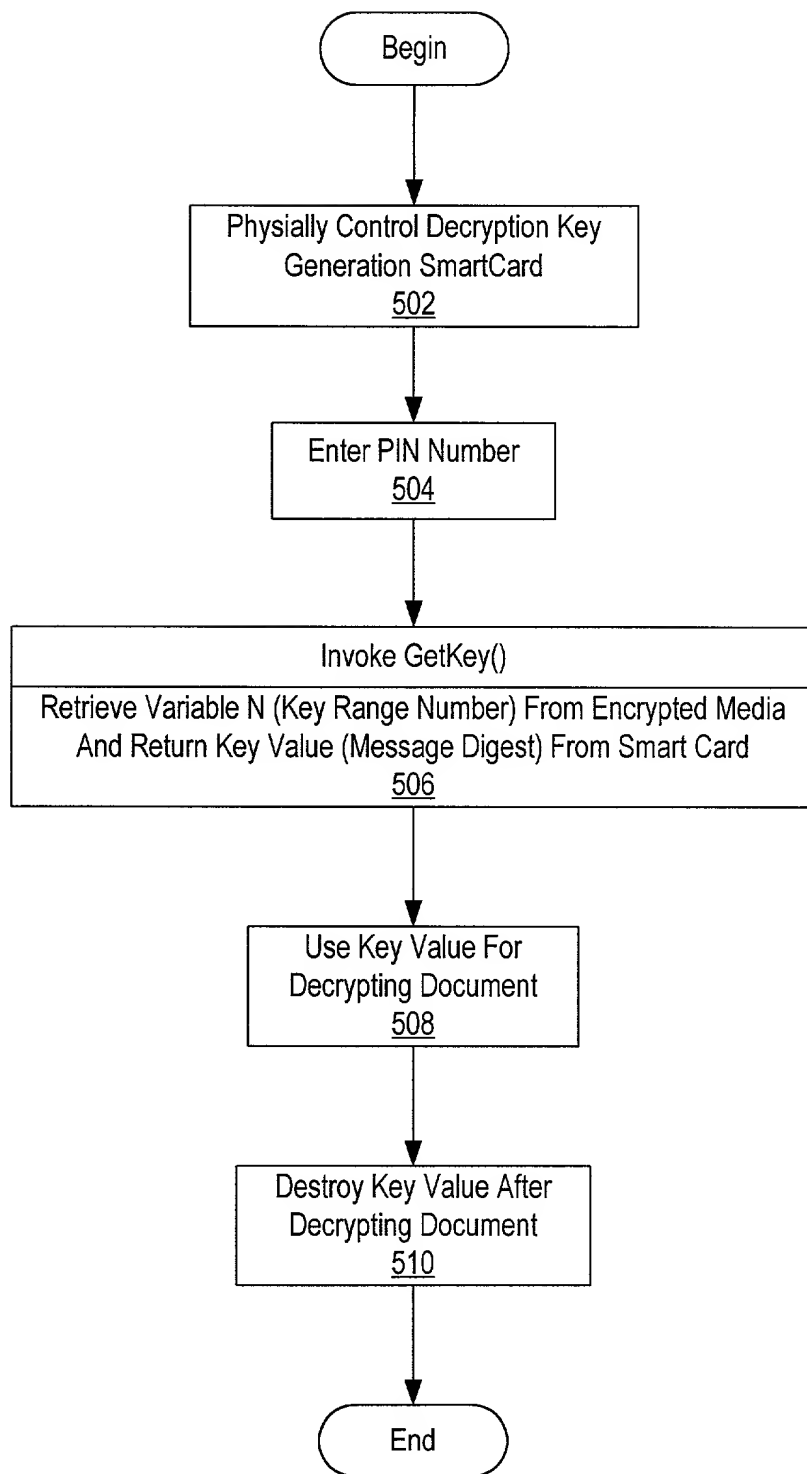 Begin
Physially Control Decryption Key
Generation SmartCard
502
Enter PIN Number
504
Invoke GetKey()
Retrieve Variable N (Key Range Number) From Encrypted Media
And Return Key Value (Message Digest) From Smart Card
506
Use Key Value For
Decrypting Document
508
Destroy Key Value After
Decrypting Document
510
End